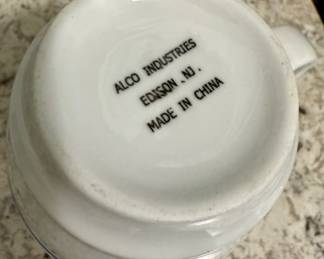 ALCO INDUSTRIES
EDISON, NJ.
MADE IN CHINA